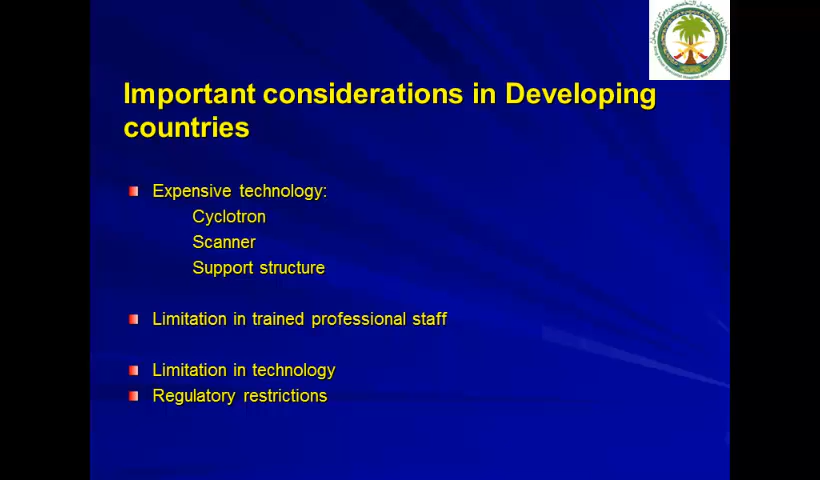 Important considerations in Developing
countries
Expensive technology:
Cyclotron
Scanner
Support structure
Limitation in trained professional staff
Limitation in technology
Regulatory restrictions